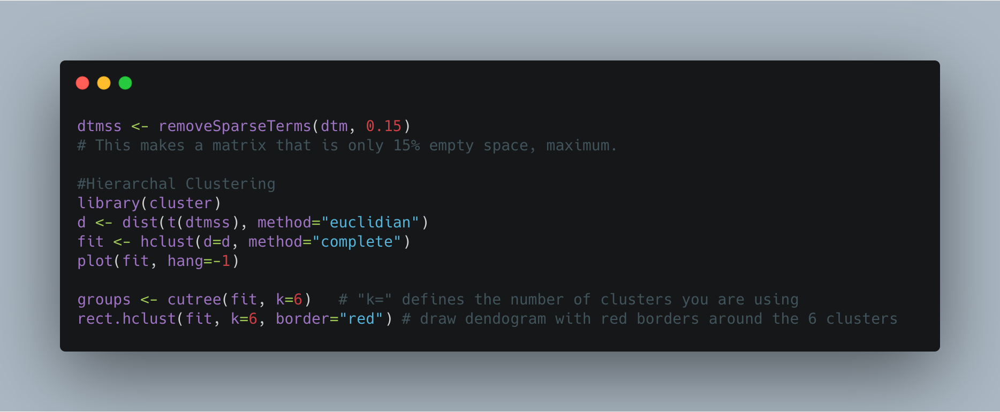 dtmss <- removeSparseTerms(dtm, 0.15)
# This makes a matrix that is only 15% empty space, maximum.
#Hierarchal Clustering
library(cluster)
d <- dist(t(dtmss), method="euclidian")
fit <- hclust(d=d, method="complete")
plot(fit, hang=-1)
groups <- cutree(fit, k=6)   # "k=" defines the number of clusters you are using
rect.hclust(fit, k=6, border="red") # draw dendogram with red borders around the 6 clusters